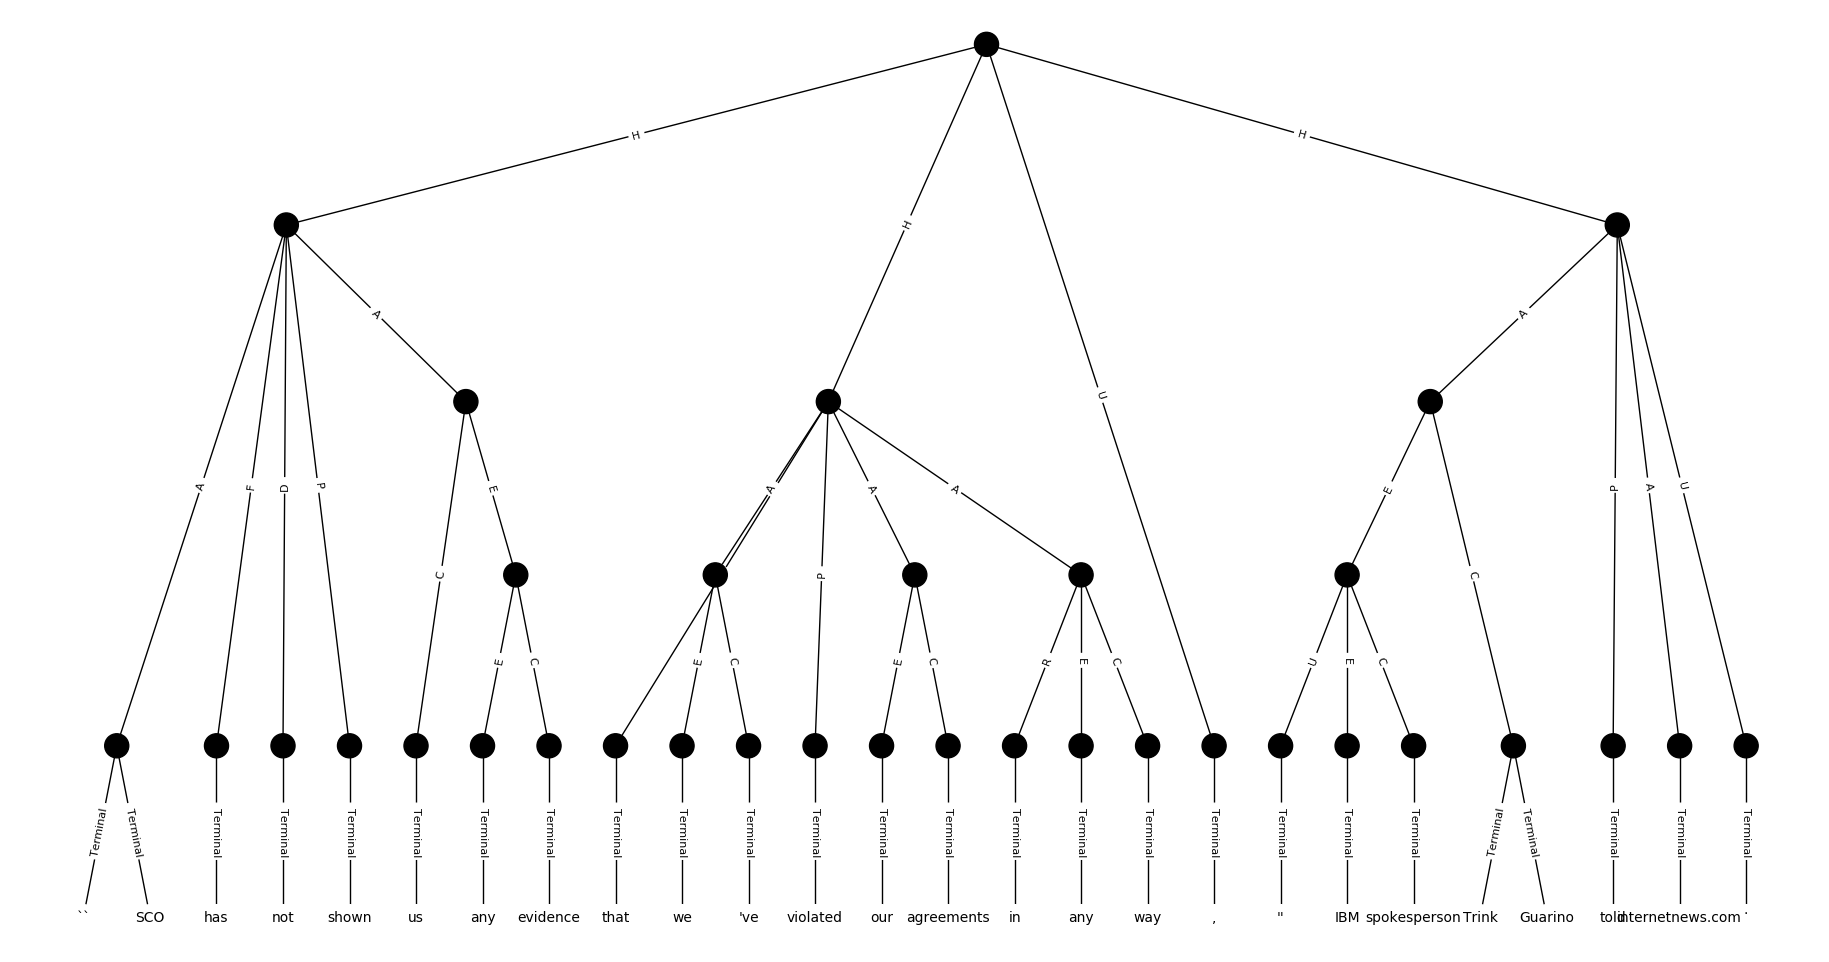 H H
H
A A
U
A F D P E A A A E P A U
C P C
E C E C E C R E C U E C
Terminal Terminal Terminal Terminal Terminal Terminal Terminal Terminal Terminal Terminal Terminal Terminal Terminal Terminal Terminal Terminal Terminal Terminal Terminal Terminal Terminal Terminal Terminal Terminal Terminal Terminal
`` SCO has not shown us any evidence that we 've violated our agreements in any way , " IBM spokesperson Trink Guarino told internetnews.com .